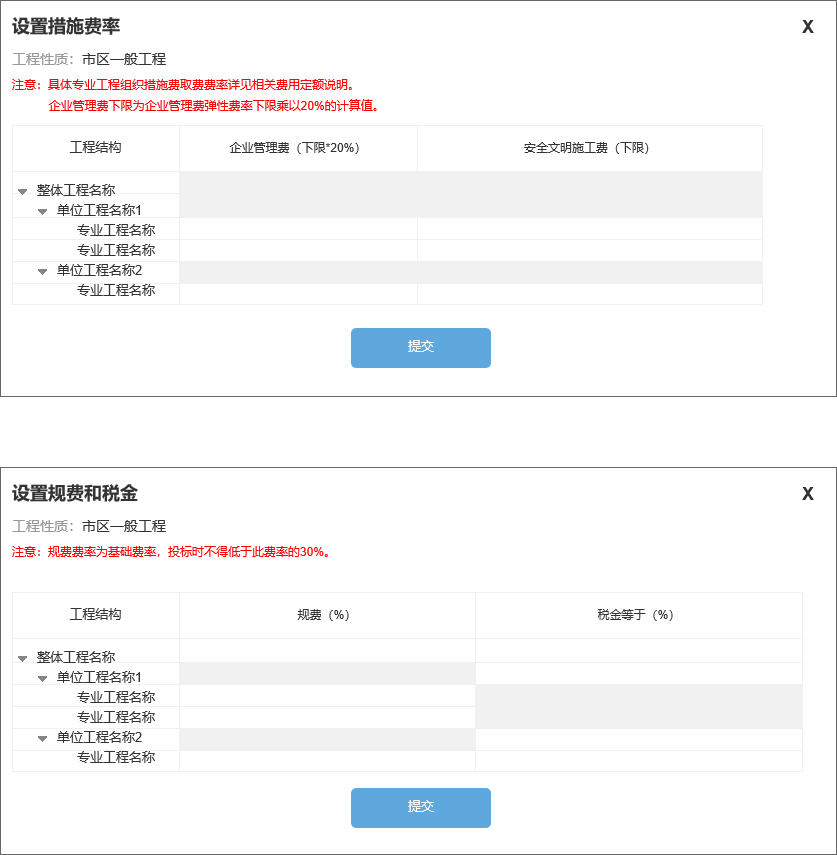 设置措施费率 X
工程性质：市区一般工程
注意：具体专业工程组织措施费取费费率详见相关费用定额说明。
企业管理费下限为企业管理费弹性费率下限乘以20%的计算值。
工程结构 企业管理费（下限*20%） 安全文明施工费（下限）
整体工程名称
单位工程名称1
专业工程名称
专业工程名称
单位工程名称2
专业工程名称
提交
设置规费和税金 X
工程性质：市区一般工程
注意：规费费率为基础费率，投标时不得低于此费率的30%。
工程结构 规费（%） 税金等于（%）
整体工程名称
单位工程名称1
专业工程名称
专业工程名称
单位工程名称2
专业工程名称
提交